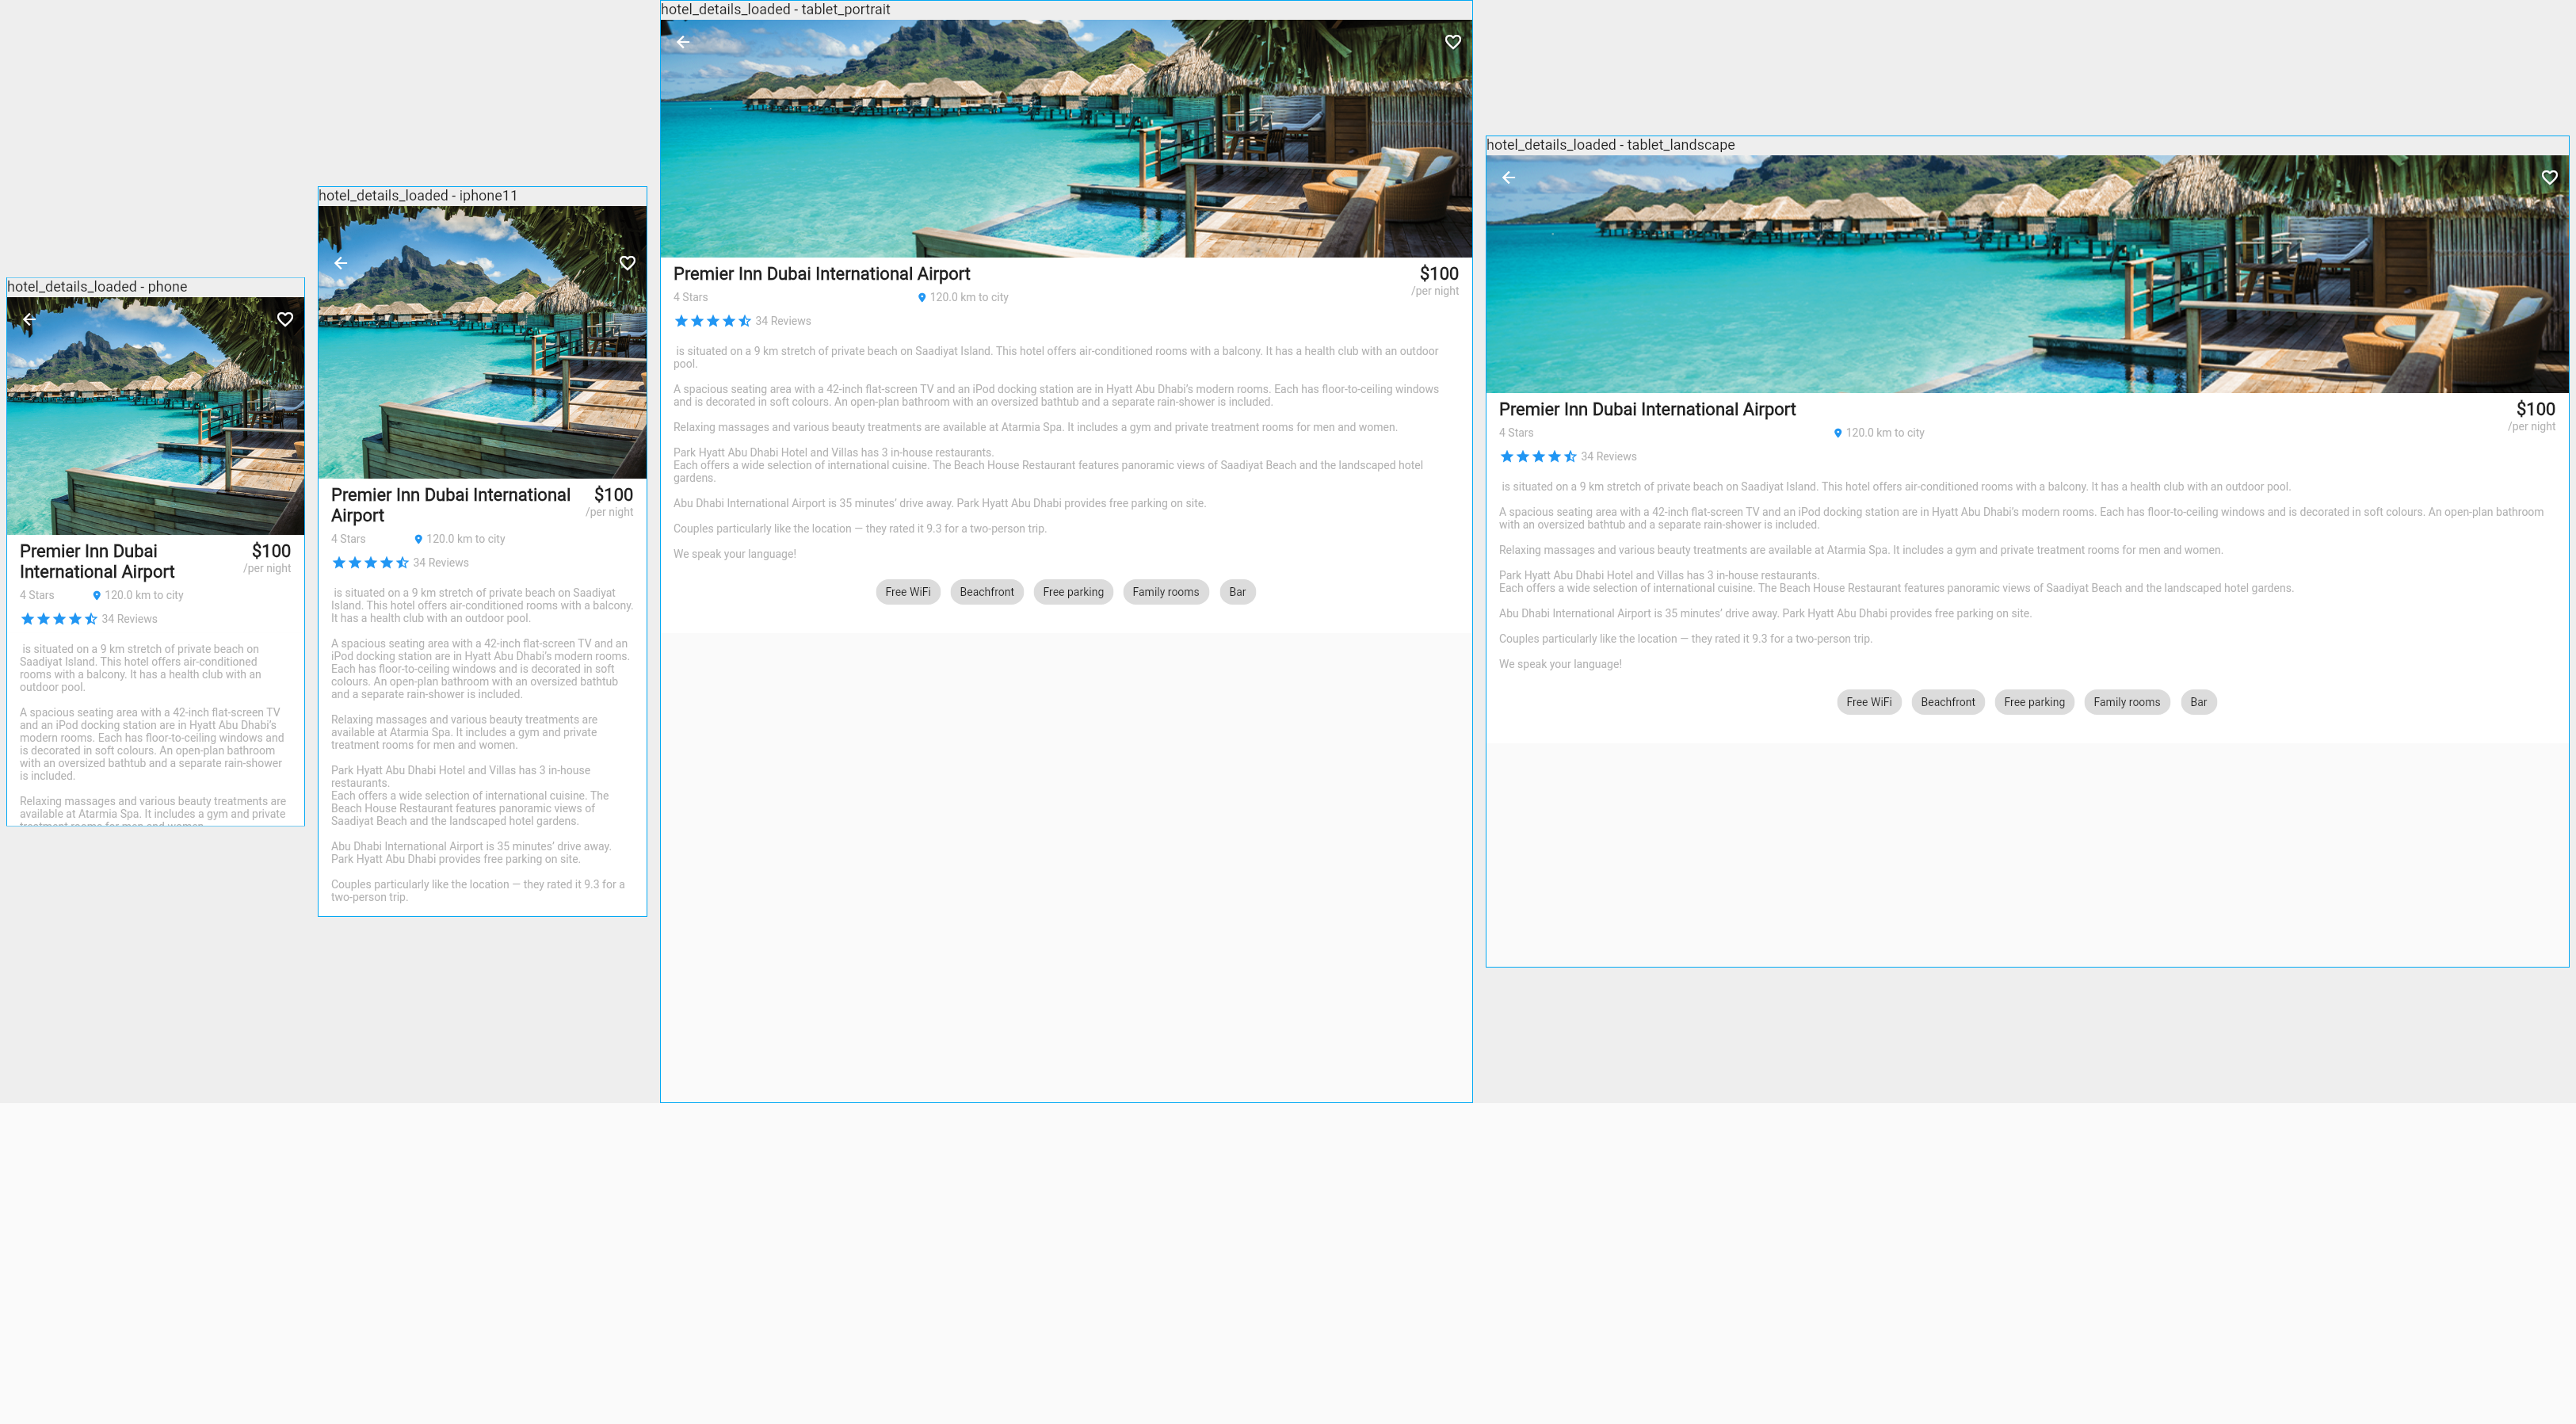 hotel_details_loaded - phone
Premier Inn Dubai
International Airport
$100
/per night
4 Stars
120.0 km to city
34 Reviews
is situated on a 9 km stretch of private beach on
Saadiyat Island. This hotel offers air-conditioned
rooms with a balcony. It has a health club with an
outdoor pool.
A spacious seating area with a 42-inch flat-screen TV
and an iPod docking station are in Hyatt Abu Dhabi's
modern rooms. Each has floor-to-ceiling windows and
is decorated in soft colours. An open-plan bathroom
with an oversized bathtub and a separate rain-shower
is included.
Relaxing massages and various beauty treatments are
available at Atarmia Spa. It includes a gym and private
treatment rooms for men and women.
hotel_details_loaded - iphone11
Premier Inn Dubai International
Airport
$100
/per night
4 Stars
120.0 km to city
34 Reviews
is situated on a 9 km stretch of private beach on Saadiyat
Island. This hotel offers air-conditioned rooms with a balcony.
It has a health club with an outdoor pool.
A spacious seating area with a 42-inch flat-screen TV and an
iPod docking station are in Hyatt Abu Dhabi's modern rooms.
Each has floor-to-ceiling windows and is decorated in soft
colours. An open-plan bathroom with an oversized bathtub
and a separate rain-shower is included.
Relaxing massages and various beauty treatments are
available at Atarmia Spa. It includes a gym and private
treatment rooms for men and women.
Park Hyatt Abu Dhabi Hotel and Villas has 3 in-house
restaurants.
Each offers a wide selection of international cuisine. The
Beach House Restaurant features panoramic views of
Saadiyat Beach and the landscaped hotel gardens.
Abu Dhabi International Airport is 35 minutes' drive away.
Park Hyatt Abu Dhabi provides free parking on site.
Couples particularly like the location — they rated it 9.3 for a
two-person trip.
hotel_details_loaded - tablet_portrait
Premier Inn Dubai International Airport
$100
/per night
4 Stars
120.0 km to city
34 Reviews
is situated on a 9 km stretch of private beach on Saadiyat Island. This hotel offers air-conditioned rooms with a balcony. It has a health club with an outdoor
pool.
A spacious seating area with a 42-inch flat-screen TV and an iPod docking station are in Hyatt Abu Dhabi's modern rooms. Each has floor-to-ceiling windows
and is decorated in soft colours. An open-plan bathroom with an oversized bathtub and a separate rain-shower is included.
Relaxing massages and various beauty treatments are available at Atarmia Spa. It includes a gym and private treatment rooms for men and women.
Park Hyatt Abu Dhabi Hotel and Villas has 3 in-house restaurants.
Each offers a wide selection of international cuisine. The Beach House Restaurant features panoramic views of Saadiyat Beach and the landscaped hotel
gardens.
Abu Dhabi International Airport is 35 minutes' drive away. Park Hyatt Abu Dhabi provides free parking on site.
Couples particularly like the location — they rated it 9.3 for a two-person trip.
We speak your language!
Free WiFi
Beachfront
Free parking
Family rooms
Bar
hotel_details_loaded - tablet_landscape
Premier Inn Dubai International Airport
$100
/per night
4 Stars
120.0 km to city
34 Reviews
is situated on a 9 km stretch of private beach on Saadiyat Island. This hotel offers air-conditioned rooms with a balcony. It has a health club with an outdoor pool.
A spacious seating area with a 42-inch flat-screen TV and an iPod docking station are in Hyatt Abu Dhabi's modern rooms. Each has floor-to-ceiling windows and is decorated in soft colours. An open-plan bathroom
with an oversized bathtub and a separate rain-shower is included.
Relaxing massages and various beauty treatments are available at Atarmia Spa. It includes a gym and private treatment rooms for men and women.
Park Hyatt Abu Dhabi Hotel and Villas has 3 in-house restaurants.
Each offers a wide selection of international cuisine. The Beach House Restaurant features panoramic views of Saadiyat Beach and the landscaped hotel gardens.
Abu Dhabi International Airport is 35 minutes' drive away. Park Hyatt Abu Dhabi provides free parking on site.
Couples particularly like the location — they rated it 9.3 for a two-person trip.
We speak your language!
Free WiFi
Beachfront
Free parking
Family rooms
Bar